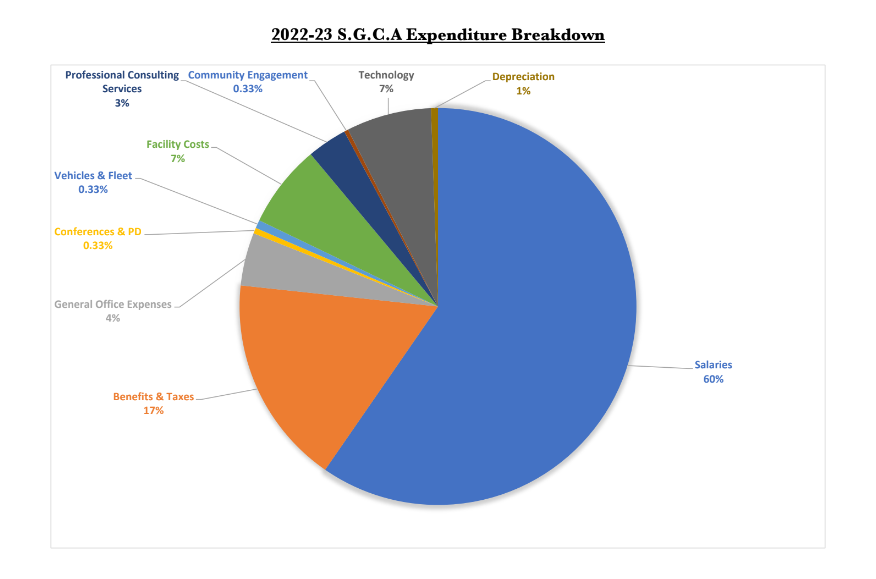 2022-23 S.G.C.A Expenditure Breakdown
Professional Consulting
Services
3%
Community Engagement
0.33%
Technology
7%
Depreciation
1%
Facility Costs
7%
Vehicles & Fleet
0.33%
Conferences & PD
0.33%
General Office Expenses
4%
Benefits & Taxes
17%
Salaries
60%